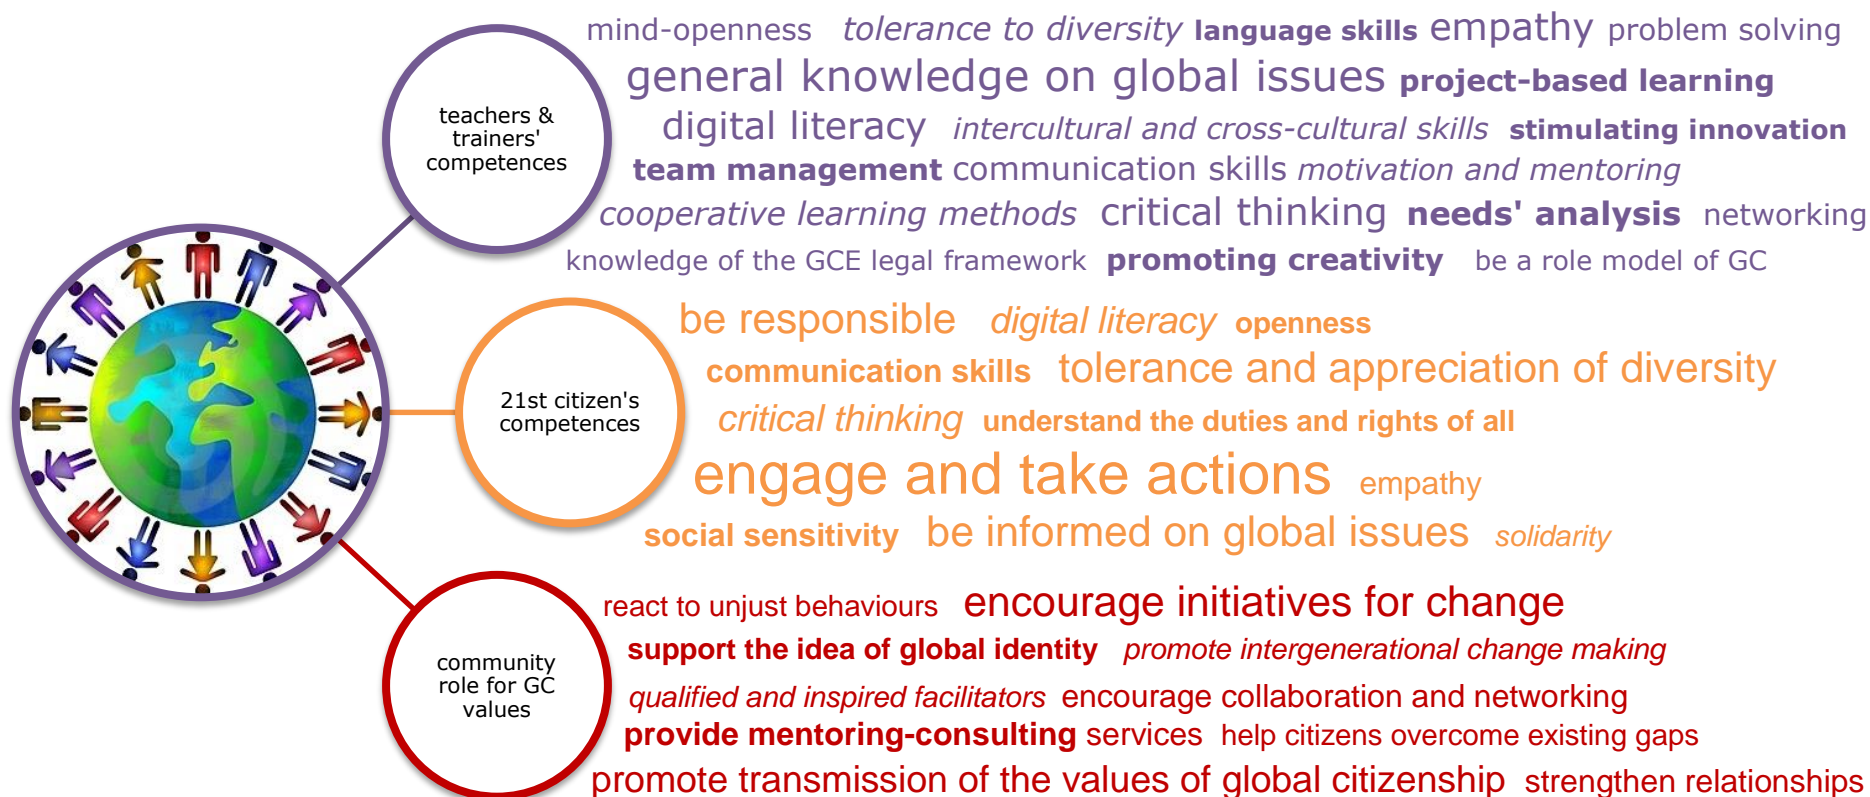 teachers &
trainers'
competences
mind-openness tolerance to diversity language skills empathy problem solving
general knowledge on global issues project-based learning
digital literacy intercultural and cross-cultural skills stimulating innovation
team management communication skills motivation and mentoring
cooperative learning methods critical thinking needs' analysis networking
knowledge of the GCE legal framework promoting creativity be a role model of GC
21st citizen's
competences
be responsible digital literacy openness
communication skills tolerance and appreciation of diversity
critical thinking understand the duties and rights of all
engage and take actions empathy
social sensitivity be informed on global issues solidarity
community
role for GC
values
react to unjust behaviours encourage initiatives for change
support the idea of global identity promote intergenerational change making
qualified and inspired facilitators encourage collaboration and networking
provide mentoring-consulting services help citizens overcome existing gaps
promote transmission of the values of global citizenship strengthen relationships